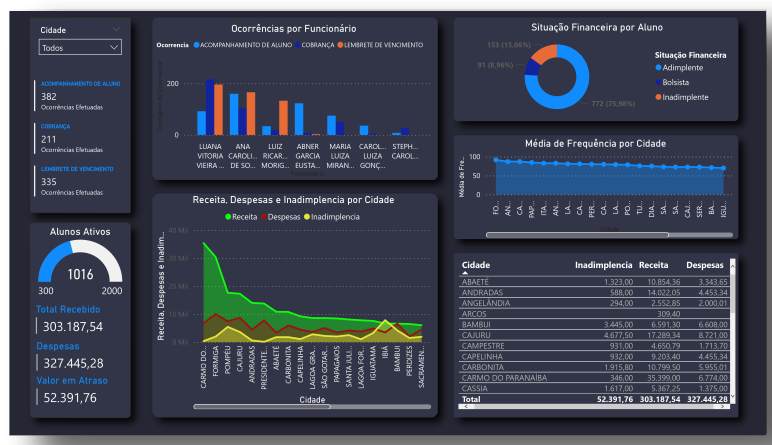 Cidade
Todos
ACOMPANHAMENTO DE ALUNO
382
Ocorrências Efetuadas
COBRANÇA
211
Ocorrências Efetuadas
LEMBRETE DE VENCIMENTO
335
Ocorrências Efetuadas
Alunos Ativos
1016
300 2000
Total Recebido
303.187,54
Despesas
327.445,28
Valor em Atraso
52.391,76
Ocorrências por Funcionário
Ocorrencia ACOMPANHAMENTO DE ALUNO COBRANÇA LEMBRETE DE VENCIMENTO
200
0
LUANA VITORIA VIEIRA ...
ANA CAROLI... DE SO...
LUIZ RICAR... MORIG...
ABNER GARCIA EUSTA...
MARIA LUIZA MIRAN...
CAROL... LUIZA GONÇ...
STEPH... CAROL...
Receita, Despesas e Inadimplencia por Cidade
Receita Despesas Inadimplencia
Receita, Despesas e Inadim...
40 Mil
30 Mil
20 Mil
10 Mil
0 Mil
CARMO DO...
FORMIGA
POMPÉU
CAJURU
ANDRADAS
PRESIDENTE...
ABAETÉ
CARBONITA
CAPELINHA
LAGOA GRA...
SÃO GOTAR...
PAPAGAIO
SANTA JULI...
LAGOA FOR...
IGUATAMA
IBIÁ
BAMBUI
PERDIZES
SACRAMEN...
Cidade
Situação Financeira por Aluno
153 (15,06%)
91 (8,96%)
772 (75,98%)
Situação Financeira
Adimplente
Bolsista
Inadimplente
Média de Frequência por Cidade
Média de Fre...
100
50
0
FO...
AN...
CA...
PAP...
ITA...
AN...
LA...
CA...
PER...
CA...
LA...
PO...
TU...
DIA...
SA...
SA...
CAJ...
SER...
BA...
IGU...
Cidade
Cidade Inadimplencia Receita Despesas
ABAETÉ 1.323,00 10.854,36 3.343,65
ANDRADAS 588,00 14.022,05 4.453,34
ANGELÂNDIA 294,00 2.552,85 2.000,01
ARCOS 309,40
BAMBUI 3.445,00 6.591,30 6.608,00
CAJURU 4.677,50 17.289,34 8.721,00
CAMPESTRE 931,00 4.650,79 1.713,70
CAPELINHA 932,00 9.203,40 4.455,34
CARBONITA 1.915,80 10.799,50 5.955,01
CARMO DO PARANAÍBA 346,00 35.399,00 6.774,00
CASSIA 1.617,00 5.367,25 1.375,00
Total 52.391,76 303.187,54 327.445,28